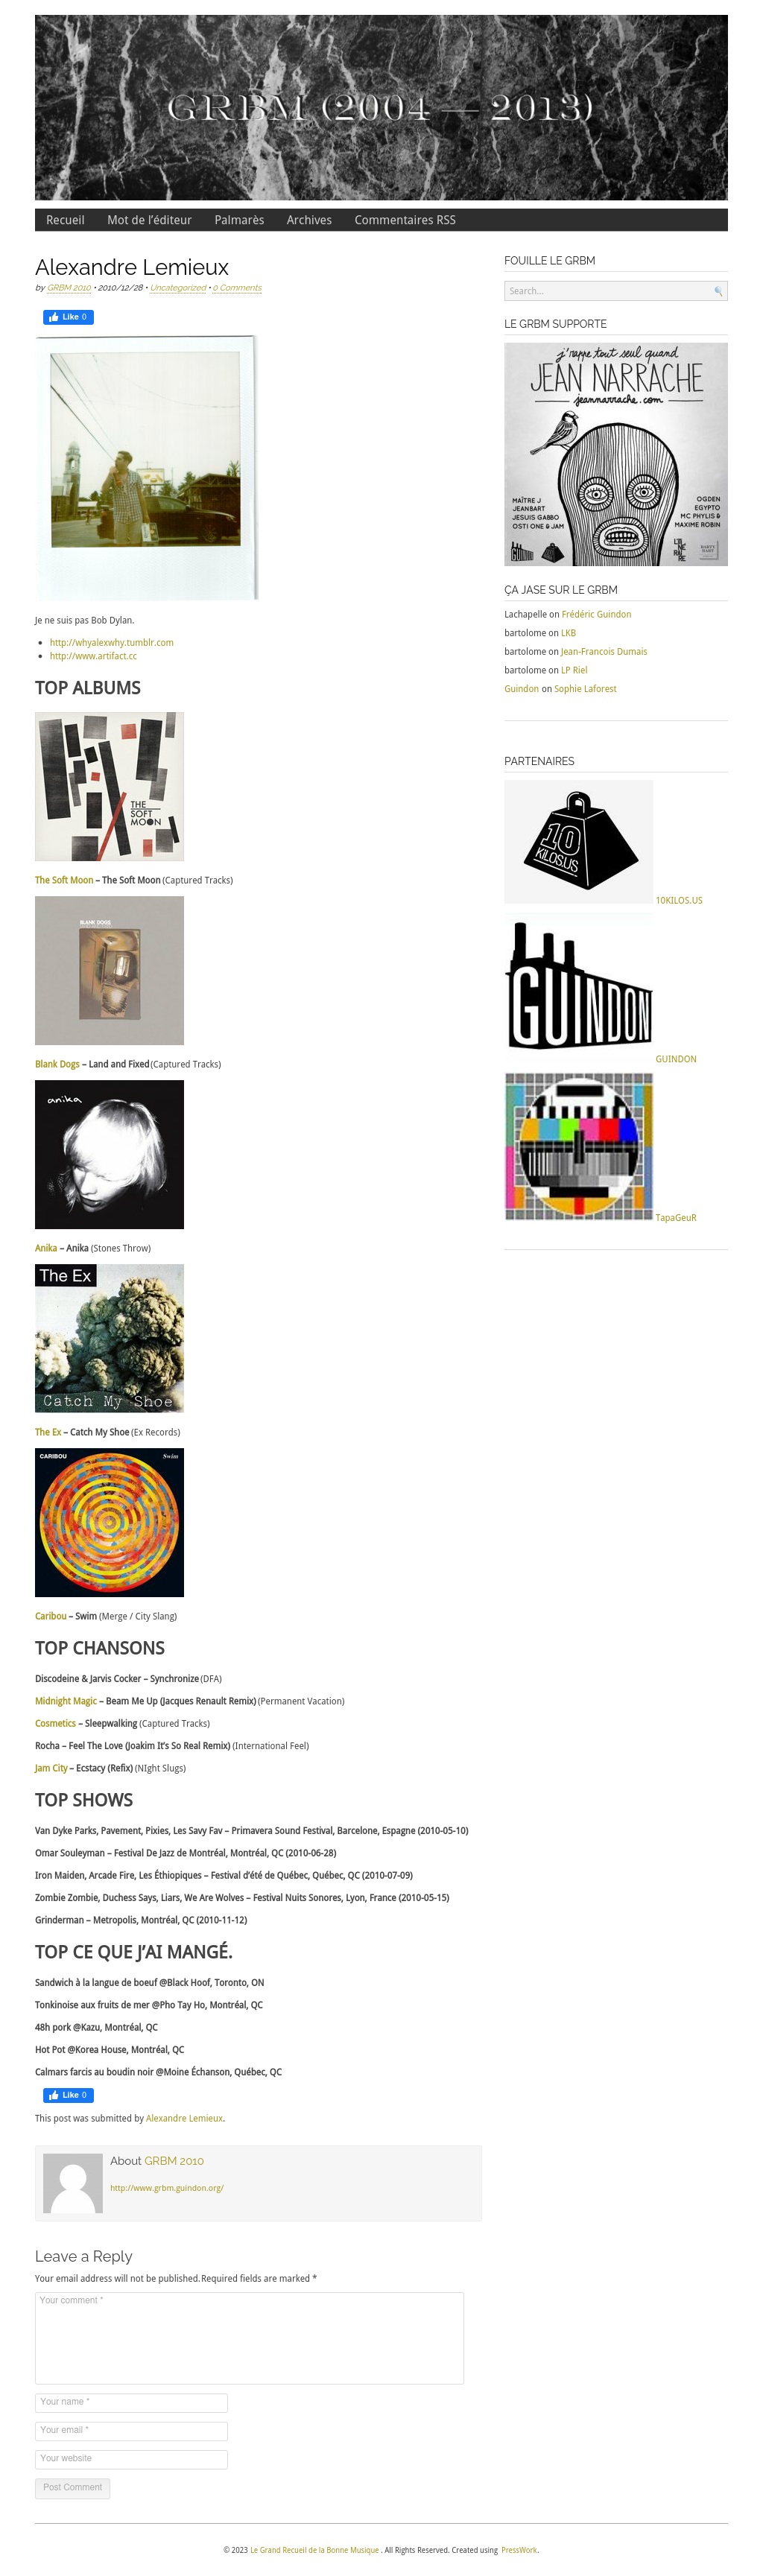 GRBM (2004 — 2013)
Recueil Mot de l'éditeur Palmarès Archives Commentaires RSS
Alexandre Lemieux
by GRBM 2010 • 2010/12/28 • Uncategorized • 0 Comments
Like 0
Je ne suis pas Bob Dylan.
http://whyalexwhy.tumblr.com
http://www.artifact.cc
TOP ALBUMS
THE
SOFT
MOON
The Soft Moon – The Soft Moon (Captured Tracks)
BLANK DOGS
Blank Dogs – Land and Fixed (Captured Tracks)
anika
Anika – Anika (Stones Throw)
The Ex
Catch My Shoe
The Ex – Catch My Shoe (Ex Records)
CARIBOU Swim
Caribou – Swim (Merge / City Slang)
TOP CHANSONS
Discodeine & Jarvis Cocker – Synchronize (DFA)
Midnight Magic – Beam Me Up (Jacques Renault Remix) (Permanent Vacation)
Cosmetics – Sleepwalking (Captured Tracks)
Rocha – Feel The Love (Joakim It's So Real Remix) (International Feel)
Jam City – Ecstacy (Refix) (NIght Slugs)
TOP SHOWS
Van Dyke Parks, Pavement, Pixies, Les Savy Fav – Primavera Sound Festival, Barcelone, Espagne (2010-05-10)
Omar Souleyman – Festival De Jazz de Montréal, Montréal, QC (2010-06-28)
Iron Maiden, Arcade Fire, Les Éthiopiques – Festival d'été de Québec, Québec, QC (2010-07-09)
Zombie Zombie, Duchess Says, Liars, We Are Wolves – Festival Nuits Sonores, Lyon, France (2010-05-15)
Grinderman – Metropolis, Montréal, QC (2010-11-12)
TOP CE QUE J'AI MANGÉ.
Sandwich à la langue de boeuf @Black Hoof, Toronto, ON
Tonkinoise aux fruits de mer @Pho Tay Ho, Montréal, QC
48h pork @Kazu, Montréal, QC
Hot Pot @Korea House, Montréal, QC
Calmars farcis au boudin noir @Moine Échanson, Québec, QC
Like 0
This post was submitted by Alexandre Lemieux.
About GRBM 2010
http://www.grbm.guindon.org/
Leave a Reply
Your email address will not be published. Required fields are marked *
Your comment *
Your name *
Your email *
Your website
Post Comment
FOUILLE LE GRBM
Search...
LE GRBM SUPPORTE
j'rappe tout seul quand
JEAN NARRACHE
jeannarrache.com
MAÎTRE J
JEANBART
JESUIS GABBO
OSTI ONE & JAM
OGDEN
EGYPTO
MC PHYLIS &
MAXIME ROBIN
GUINDON
ÇA JASE SUR LE GRBM
Lachapelle on Frédéric Guindon
bartolome on LKB
bartolome on Jean-Francois Dumais
bartolome on LP Riel
Guindon on Sophie Laforest
PARTENAIRES
10
KILOS.US
10KILOS.US
GUINDON
GUINDON
TapaGeuR
© 2023 Le Grand Recueil de la Bonne Musique . All Rights Reserved. Created using PressWork.